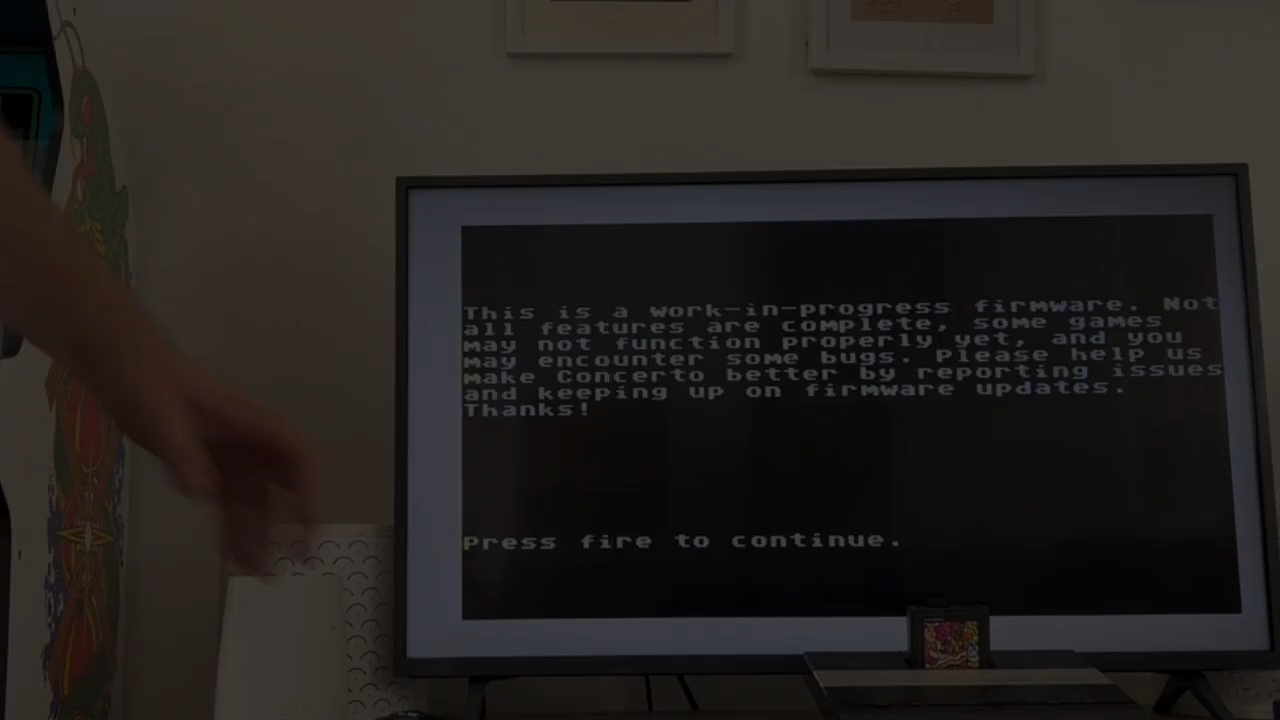 This is a work-in-progress firmware. Not
all features are complete, some games
may not function properly yet, and you
may encounter some bugs. Please help us
make Concerto better by reporting issues
and keeping up on firmware updates.
Thanks!
Press fire to continue.